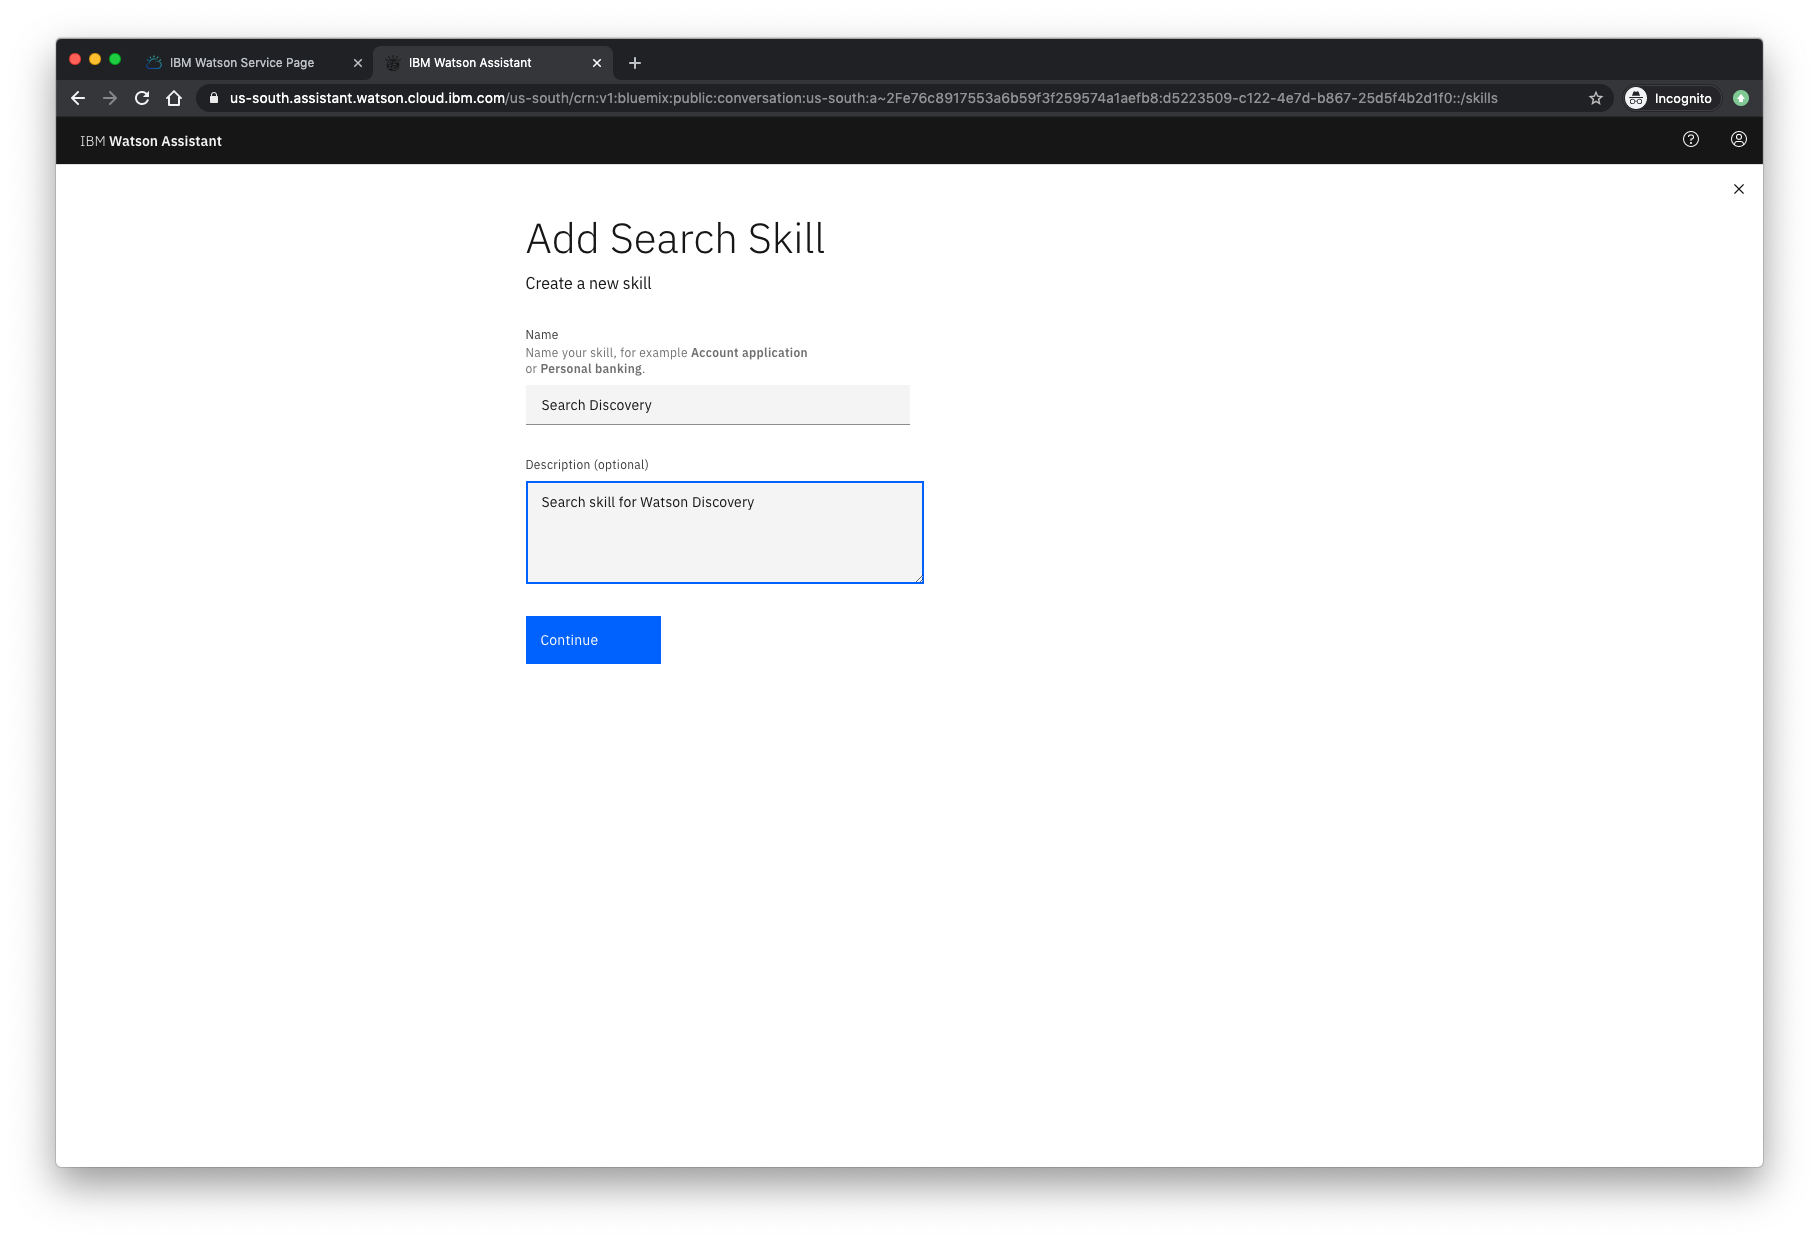 IBM Watson Service Page
IBM Watson Assistant
us-south.assistant.watson.cloud.ibm.com/us-south/crn:v1:bluemix:public:conversation:us-south:a~2Fe76c8917553a6b59f3f259574a1aefb8:d5223509-c122-4e7d-b867-25d5f4b2d1f0::/skills
Incognito
IBM Watson Assistant
Add Search Skill
Create a new skill
Name
Name your skill, for example Account application
or Personal banking.
Search Discovery
Description (optional)
Search skill for Watson Discovery
Continue